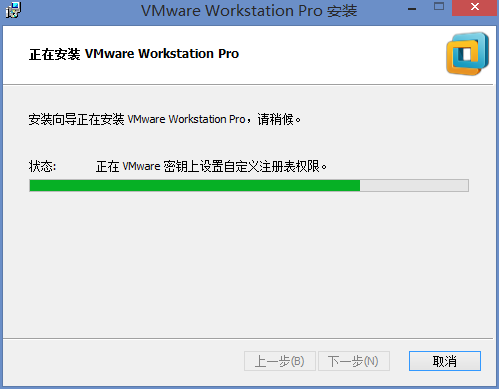 VMware Workstation Pro 安装
正在安装 VMware Workstation Pro
安装向导正在安装 VMware Workstation Pro，请稍候。
状态: 正在 VMware 密钥上设置自定义注册表权限。
上一步(B) 下一步(N) 取消